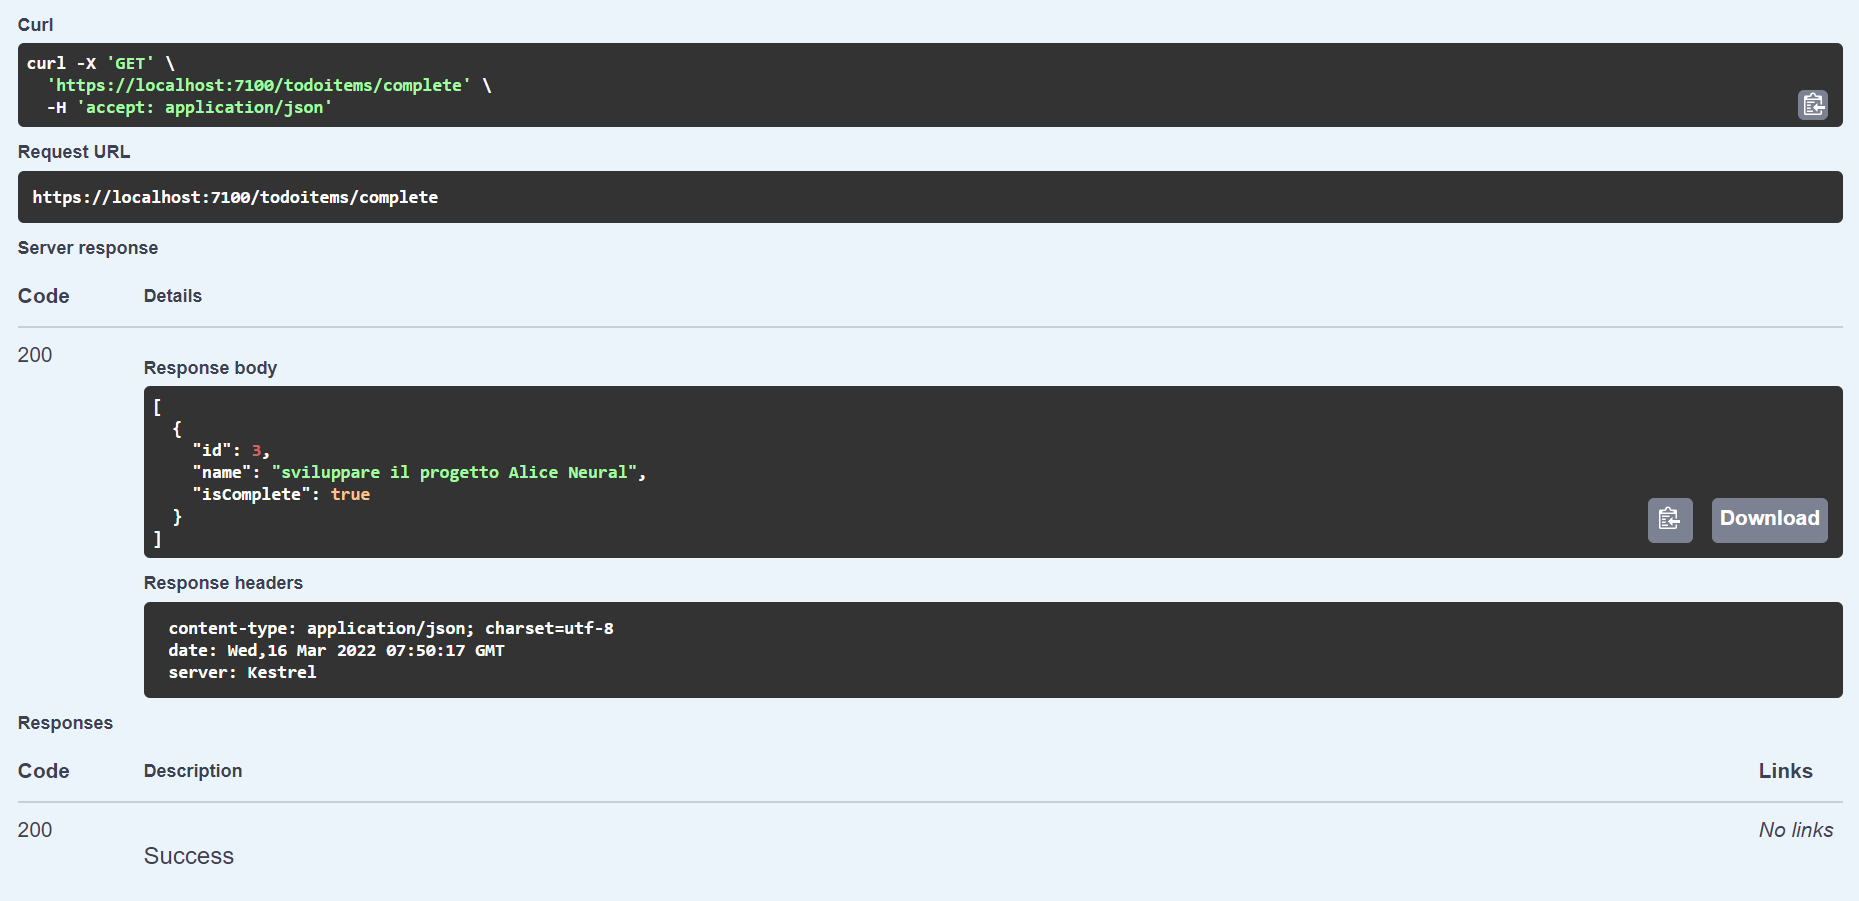 Curl
curl -X 'GET' \
  'https://localhost:7100/todoitems/complete' \
  -H 'accept: application/json'
Request URL
https://localhost:7100/todoitems/complete
Server response
Code Details
200
Response body
[
  {
    "id": 3,
    "name": "sviluppare il progetto Alice Neural",
    "isComplete": true
  }
]
Download
Response headers
content-type: application/json; charset=utf-8
date: Wed,16 Mar 2022 07:50:17 GMT
server: Kestrel
Responses
Code Description Links
200 No links
Success